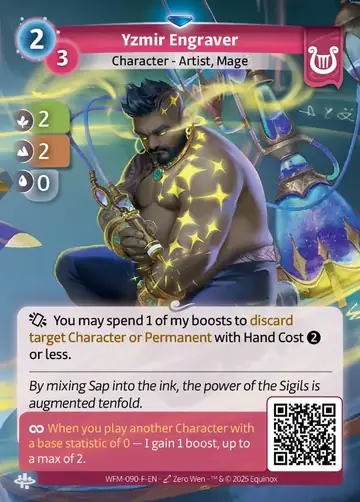 2
Yzmir Engraver
3
Character - Artist, Mage
2
2
0
You may spend 1 of my boosts to discard
target Character or Permanent with Hand Cost 2
or less.
By mixing Sap into the ink, the power of the Sigils is
augmented tenfold.
∞ When you play another Character with
a base statistic of 0 — I gain 1 boost, up to
a max of 2.
WFM-090-F-EN - Zero Wen - ™ & © 2025 Equinox